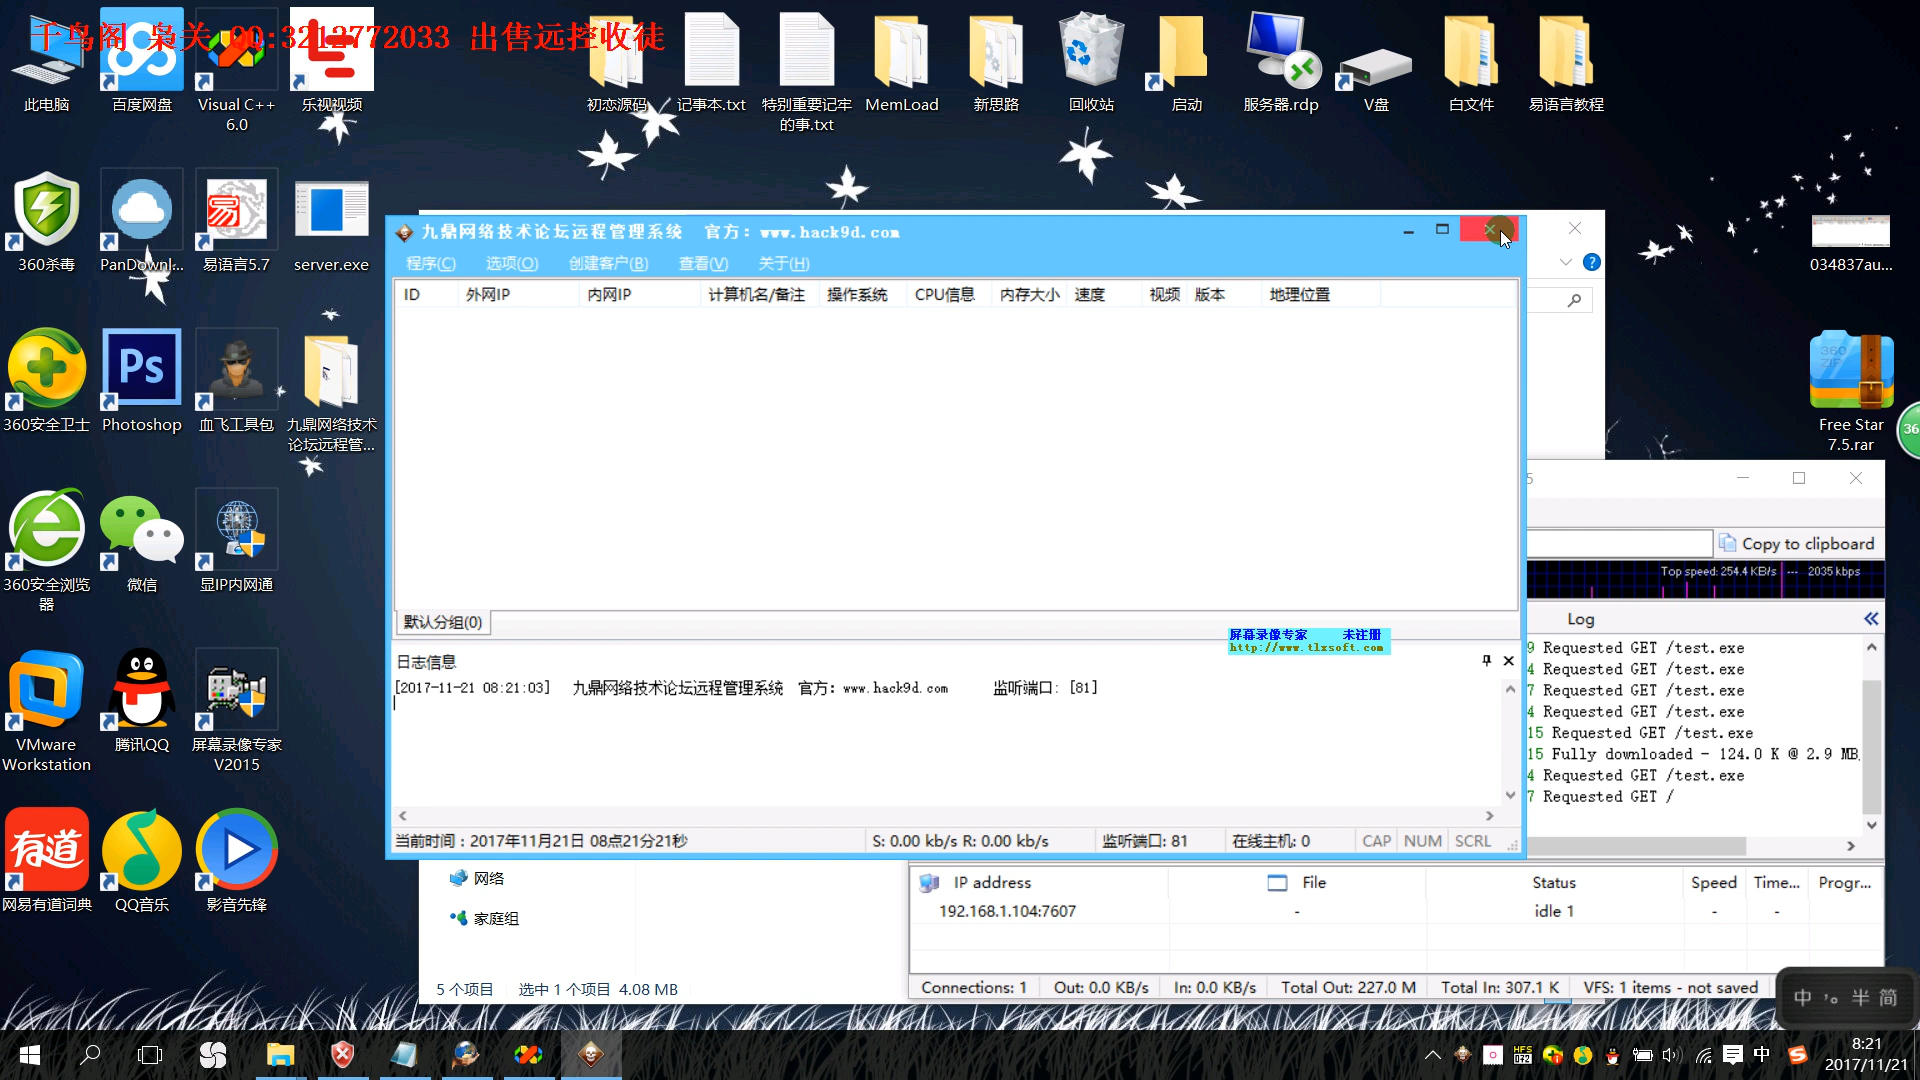 千鸟阁 枭关 QQ:3212772033 出售远控收徒
此电脑
百度网盘
Visual C++
6.0
乐视视频
初恋源码
记事本.txt
特别重要记牢
的事.txt
MemLoad
新思路
回收站
启动
服务器.rdp
V盘
白文件
易语言教程
360杀毒
PanDownl...
易语言5.7
server.exe
034837au...
360安全卫士
Ps
Photoshop
血飞工具包
九鼎网络技术
论坛远程管...
360
ZIP
Free Star
7.5.rar
36
360安全浏览
器
微信
显IP内网通
VMware
Workstation
腾讯QQ
屏幕录像专家
V2015
有道
网易有道词典
QQ音乐
影音先锋
九鼎网络技术论坛远程管理系统 官方：www.hack9d.com
程序(C) 选项(O) 创建客户(B) 查看(V) 关于(H)
ID 外网IP 内网IP 计算机名/备注 操作系统 CPU信息 内存大小 速度 视频 版本 地理位置
默认分组(0)
屏幕录像专家 未注册
http://www.tlxsoft.com
日志信息
[2017-11-21 08:21:03] 九鼎网络技术论坛远程管理系统 官方：www.hack9d.com 监听端口: [81]
当前时间：2017年11月21日 08点21分21秒 S: 0.00 kb/s R: 0.00 kb/s 监听端口: 81 在线主机: 0 CAP NUM SCRL
5
Copy to clipboard
Top speed: 254.4 KB/s --- 2035 kbps
Log
9 Requested GET /test.exe
4 Requested GET /test.exe
7 Requested GET /test.exe
4 Requested GET /test.exe
15 Requested GET /test.exe
15 Fully downloaded - 124.0 K @ 2.9 MB
4 Requested GET /test.exe
7 Requested GET /
网络
家庭组
IP address File Status Speed Time... Progr...
192.168.1.104:7607 - idle 1 - -
5 个项目 选中 1 个项目 4.08 MB
Connections: 1 Out: 0.0 KB/s In: 0.0 KB/s Total Out: 227.0 M Total In: 307.1 K VFS: 1 items - not saved
中 半 简
HFS
中
8:21
2017/11/21